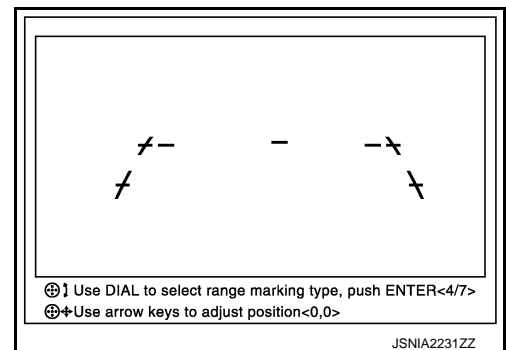 Use DIAL to select range marking type, push ENTER<4/7>
Use arrow keys to adjust position<0,0>
JSNIA2231ZZ